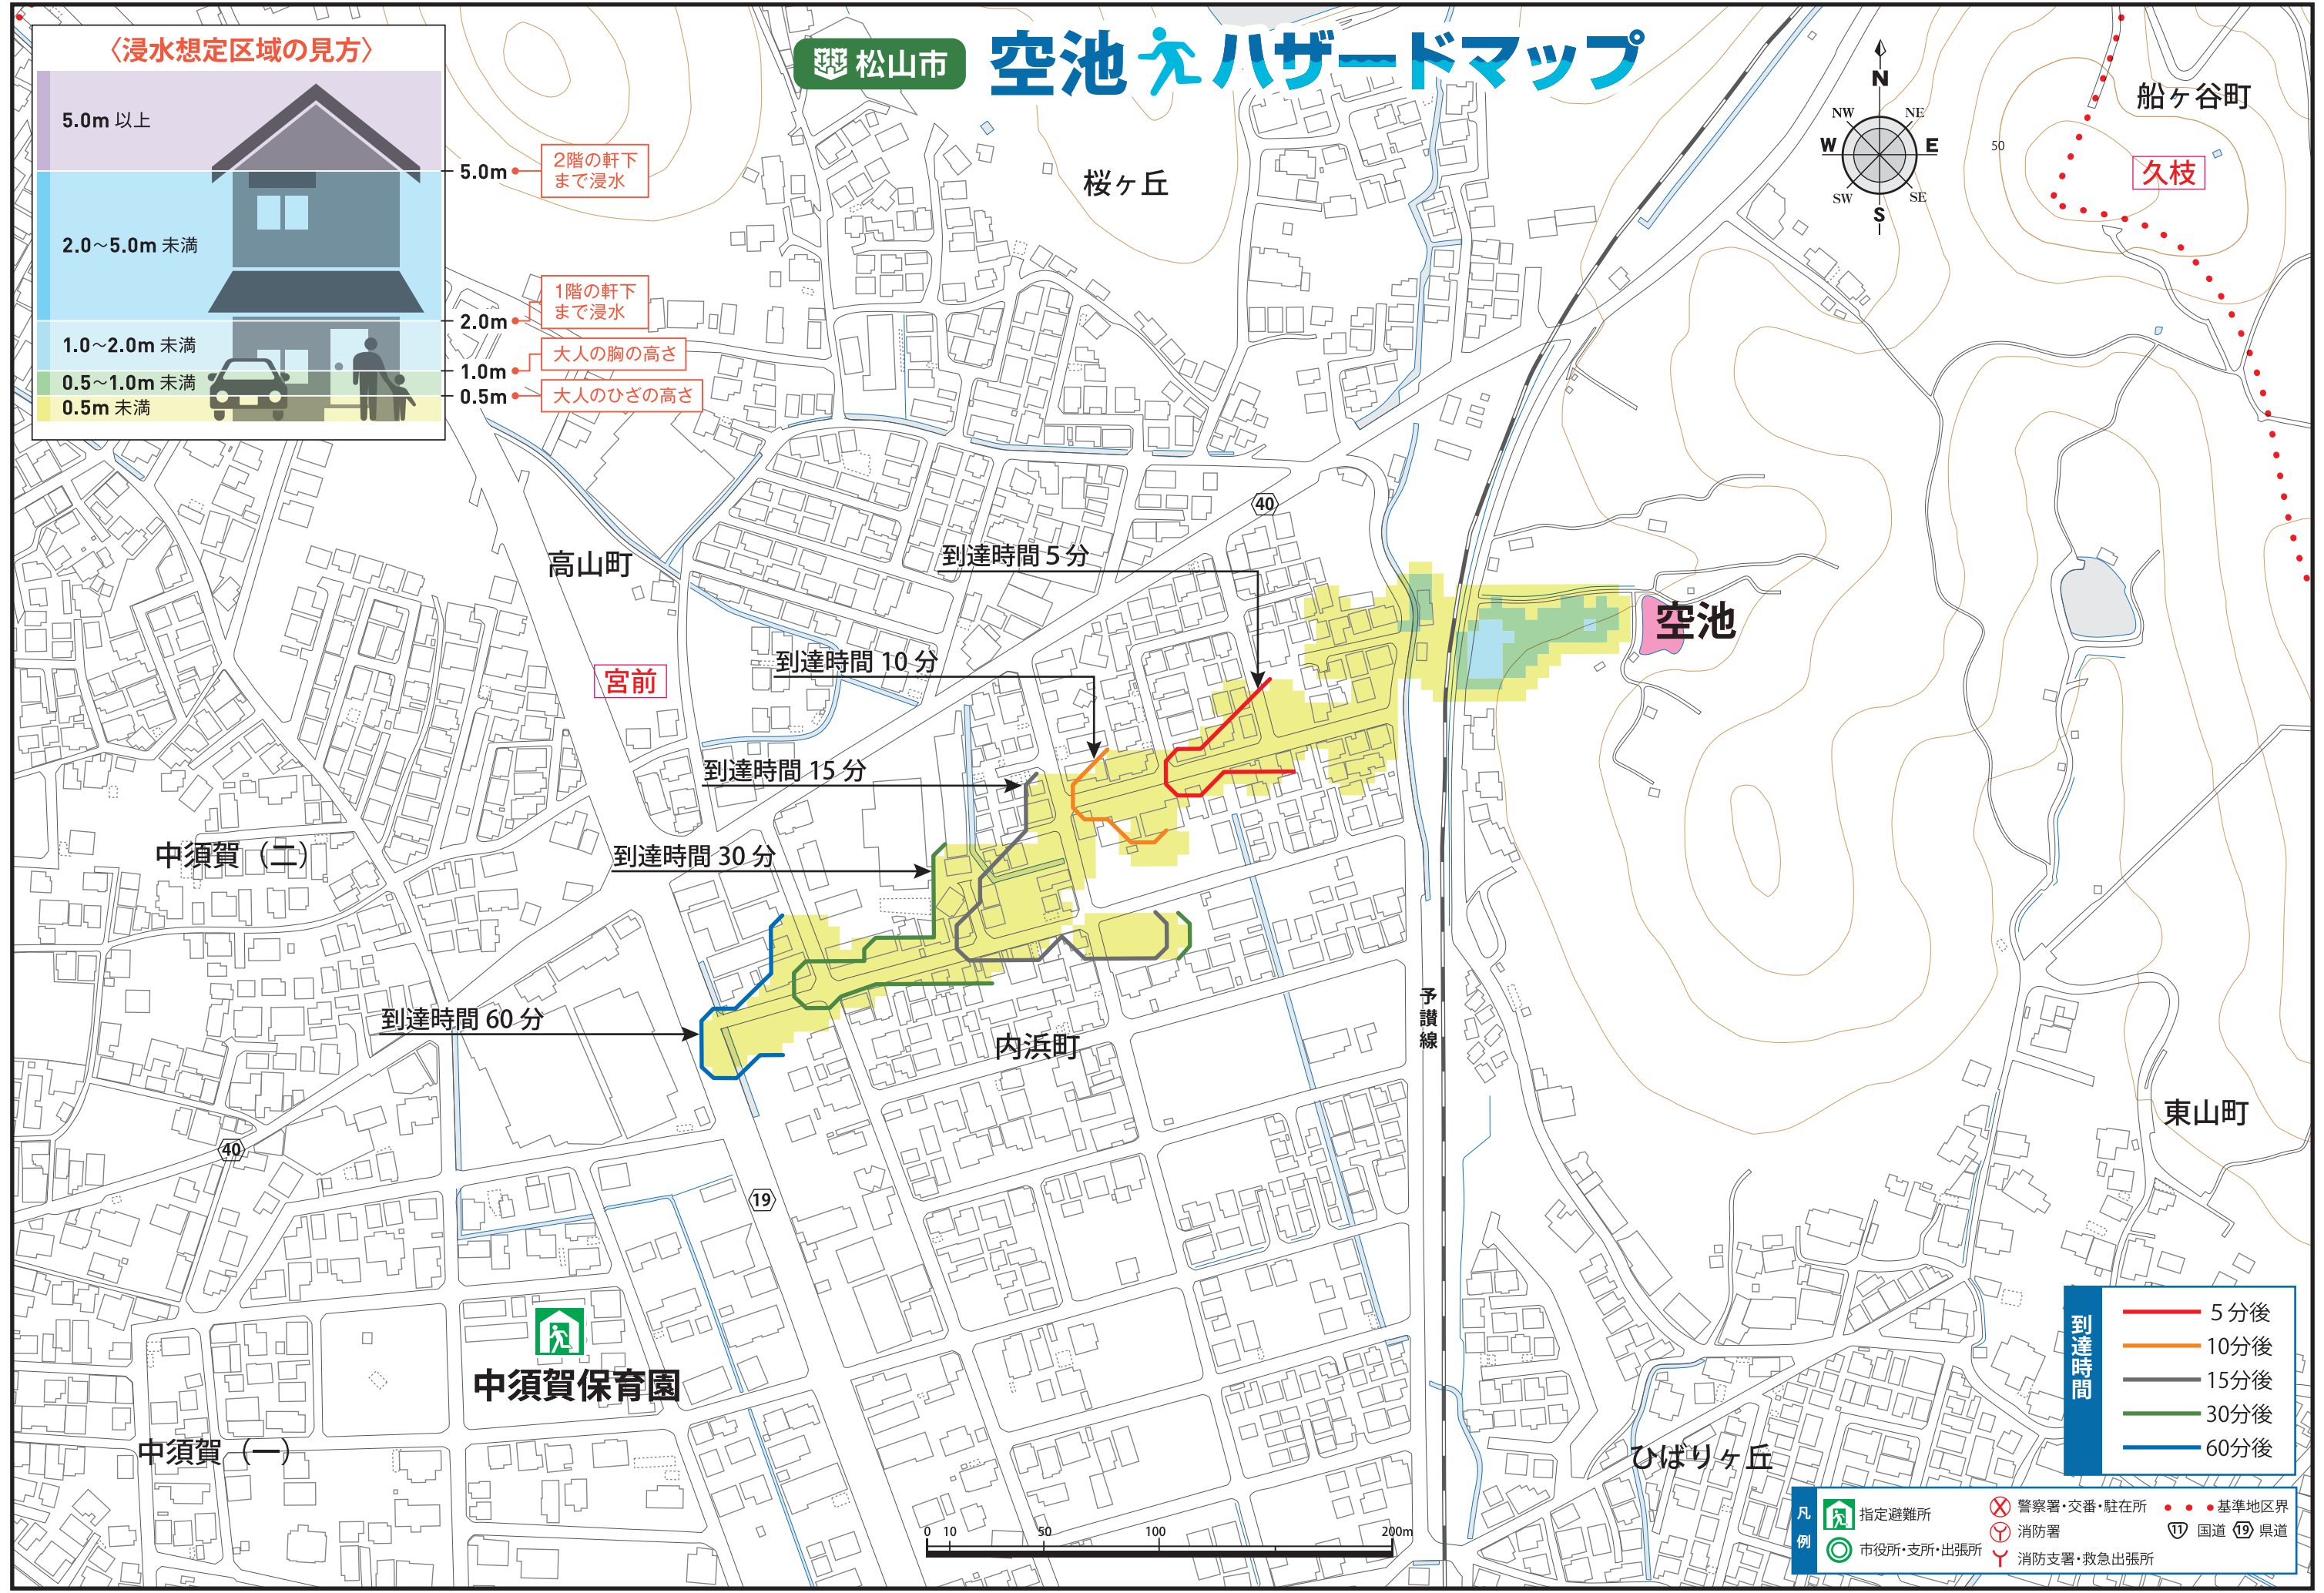 松山市
空池ハザードマップ
〈浸水想定区域の見方〉
5.0m 以上
2.0～5.0m 未満
1.0～2.0m 未満
0.5～1.0m 未満
0.5m 未満
5.0m
2階の軒下
まで浸水
2.0m
1階の軒下
まで浸水
1.0m
大人の胸の高さ
0.5m
大人のひざの高さ
N
NW
NE
W
E
SW
SE
S
船ヶ谷町
久枝
50
桜ヶ丘
40
到達時間 5 分
高山町
空池
到達時間 10 分
宮前
到達時間 15 分
中須賀（二）
到達時間 30 分
到達時間 60 分
内浜町
予讃線
東山町
40
19
中須賀保育園
中須賀（一）
ひばりヶ丘
到達時間
5 分後
10分後
15分後
30分後
60分後
0 10 50 100 200m
凡例
指定避難所
市役所・支所・出張所
警察署・交番・駐在所
消防署
消防支署・救急出張所
基準地区界
11 国道 19 県道